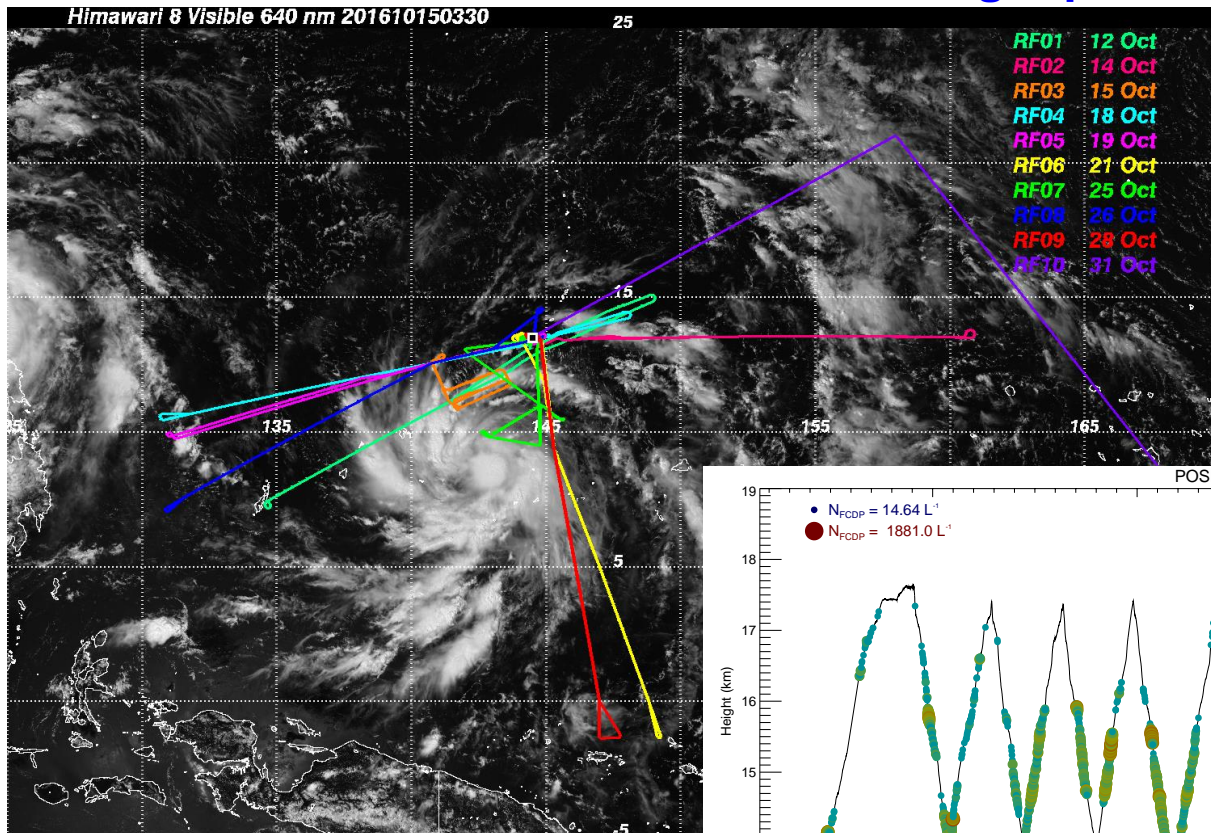 Himawari 8 Visible 640 nm 201610150330
25
RF01 12 Oct
RF02 14 Oct
RF03 15 Oct
RF04 18 Oct
RF05 19 Oct
RF06 21 Oct
RF07 25 Oct
RF08 26 Oct
RF09 28 Oct
RF10 31 Oct
15
135
145
155
165
5
-5
POS
19
N_FCDP = 14.64 L⁻¹
N_FCDP = 1881.0 L⁻¹
18
17
Height (km)
16
15